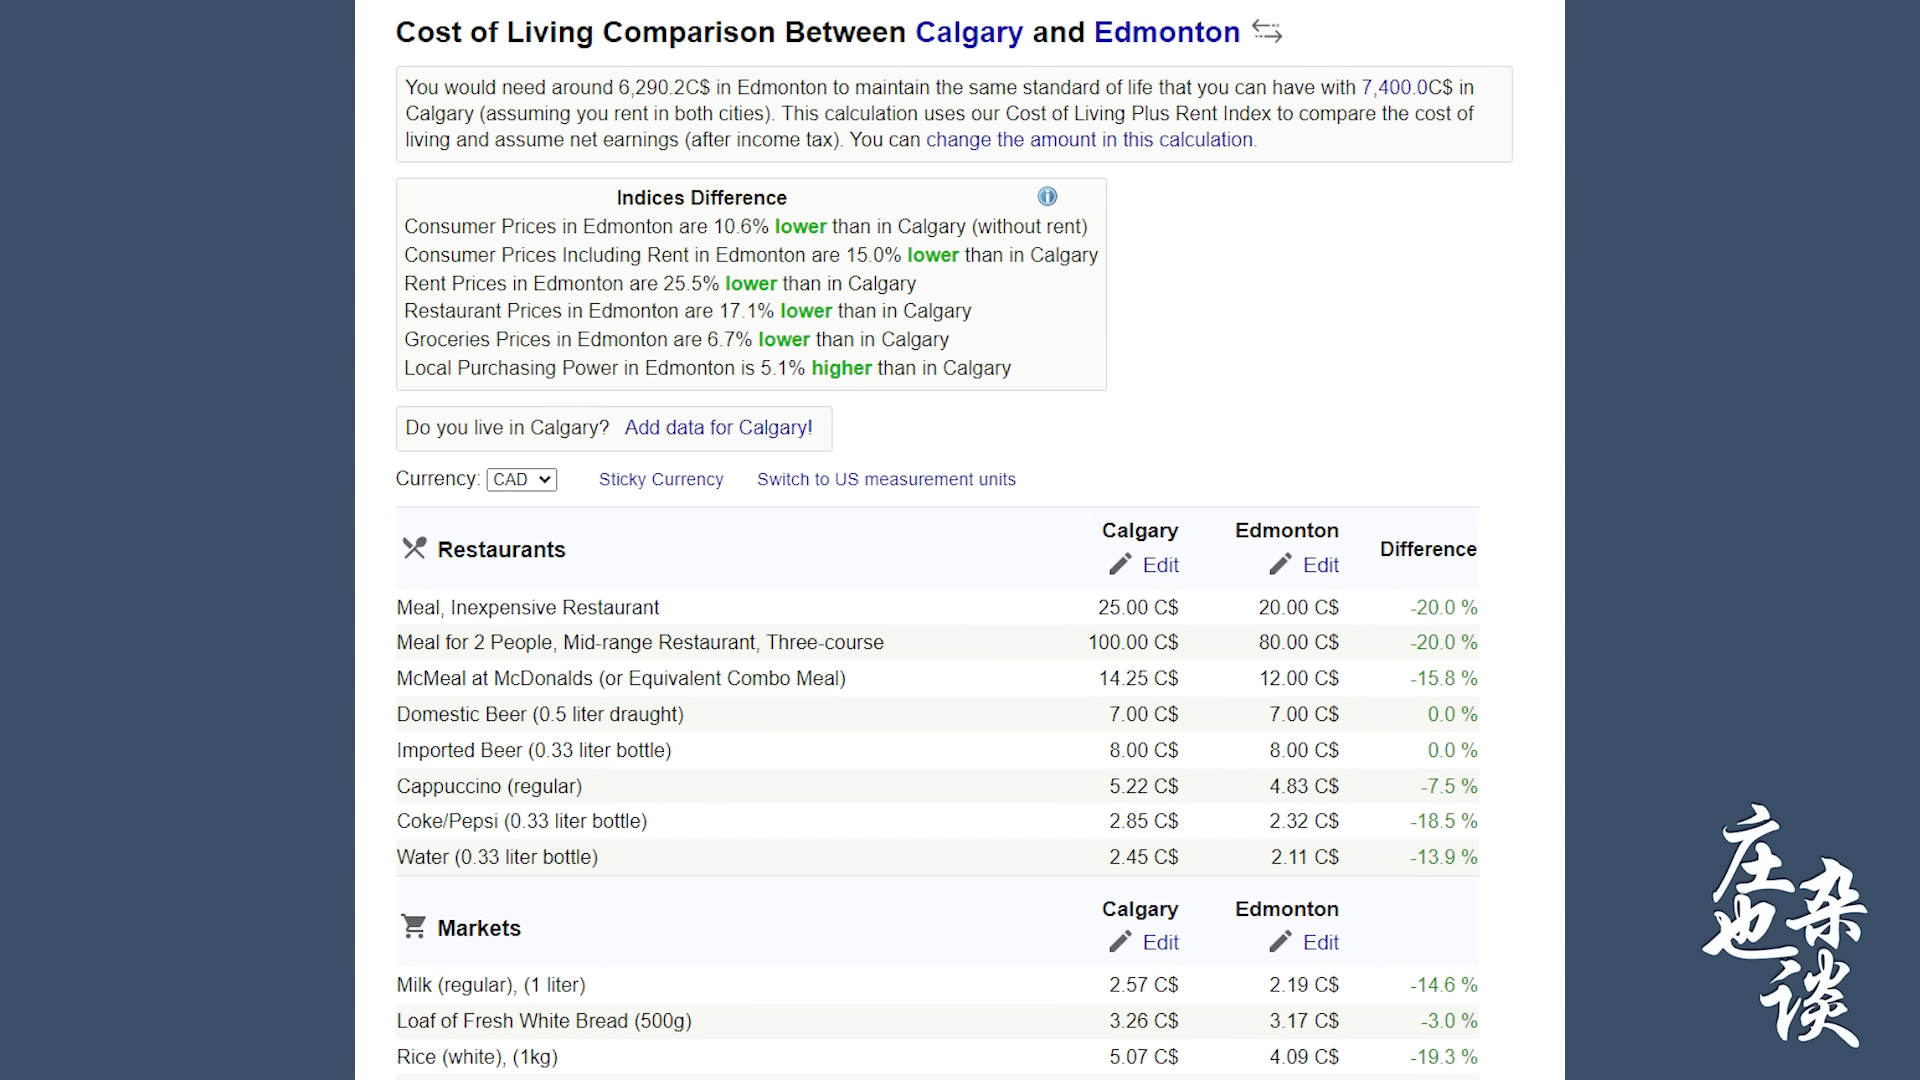 Cost of Living Comparison Between Calgary and Edmonton
You would need around 6,290.2C$ in Edmonton to maintain the same standard of life that you can have with 7,400.0C$ in
Calgary (assuming you rent in both cities). This calculation uses our Cost of Living Plus Rent Index to compare the cost of
living and assume net earnings (after income tax). You can change the amount in this calculation.
Indices Difference
Consumer Prices in Edmonton are 10.6% lower than in Calgary (without rent)
Consumer Prices Including Rent in Edmonton are 15.0% lower than in Calgary
Rent Prices in Edmonton are 25.5% lower than in Calgary
Restaurant Prices in Edmonton are 17.1% lower than in Calgary
Groceries Prices in Edmonton are 6.7% lower than in Calgary
Local Purchasing Power in Edmonton is 5.1% higher than in Calgary
Do you live in Calgary? Add data for Calgary!
Currency: CAD Sticky Currency Switch to US measurement units
Restaurants Calgary Edmonton Difference
Edit Edit
Meal, Inexpensive Restaurant 25.00 C$ 20.00 C$ -20.0 %
Meal for 2 People, Mid-range Restaurant, Three-course 100.00 C$ 80.00 C$ -20.0 %
McMeal at McDonalds (or Equivalent Combo Meal) 14.25 C$ 12.00 C$ -15.8 %
Domestic Beer (0.5 liter draught) 7.00 C$ 7.00 C$ 0.0 %
Imported Beer (0.33 liter bottle) 8.00 C$ 8.00 C$ 0.0 %
Cappuccino (regular) 5.22 C$ 4.83 C$ -7.5 %
Coke/Pepsi (0.33 liter bottle) 2.85 C$ 2.32 C$ -18.5 %
Water (0.33 liter bottle) 2.45 C$ 2.11 C$ -13.9 %
Markets Calgary Edmonton
Edit Edit
Milk (regular), (1 liter) 2.57 C$ 2.19 C$ -14.6 %
Loaf of Fresh White Bread (500g) 3.26 C$ 3.17 C$ -3.0 %
Rice (white), (1kg) 5.07 C$ 4.09 C$ -19.3 %
庄也
杂谈